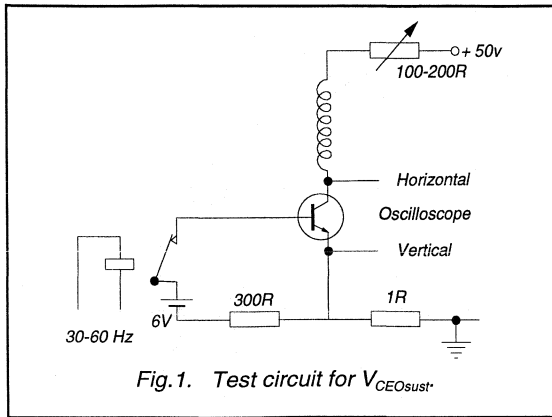 + 50v
100-200R
Horizontal
Oscilloscope
Vertical
300R
1R
6V
30-60 Hz
Fig.1. Test circuit for VCEOsust.